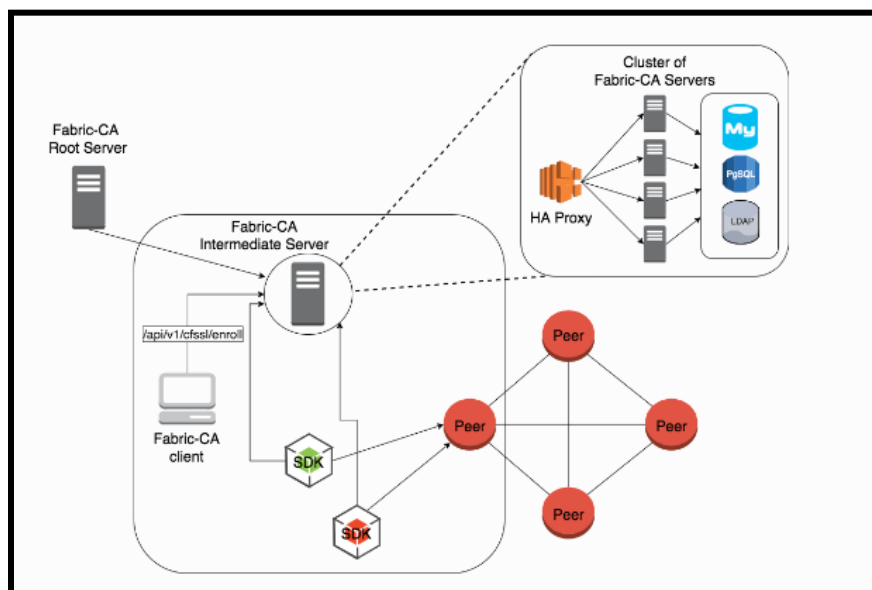 Cluster of
Fabric-CA Servers
My
PgSQL
LDAP
HA Proxy
Fabric-CA
Root Server
Fabric-CA
Intermediate Server
/api/v1/cfssl/enroll
Fabric-CA
client
SDK
SDK
Peer
Peer
Peer
Peer